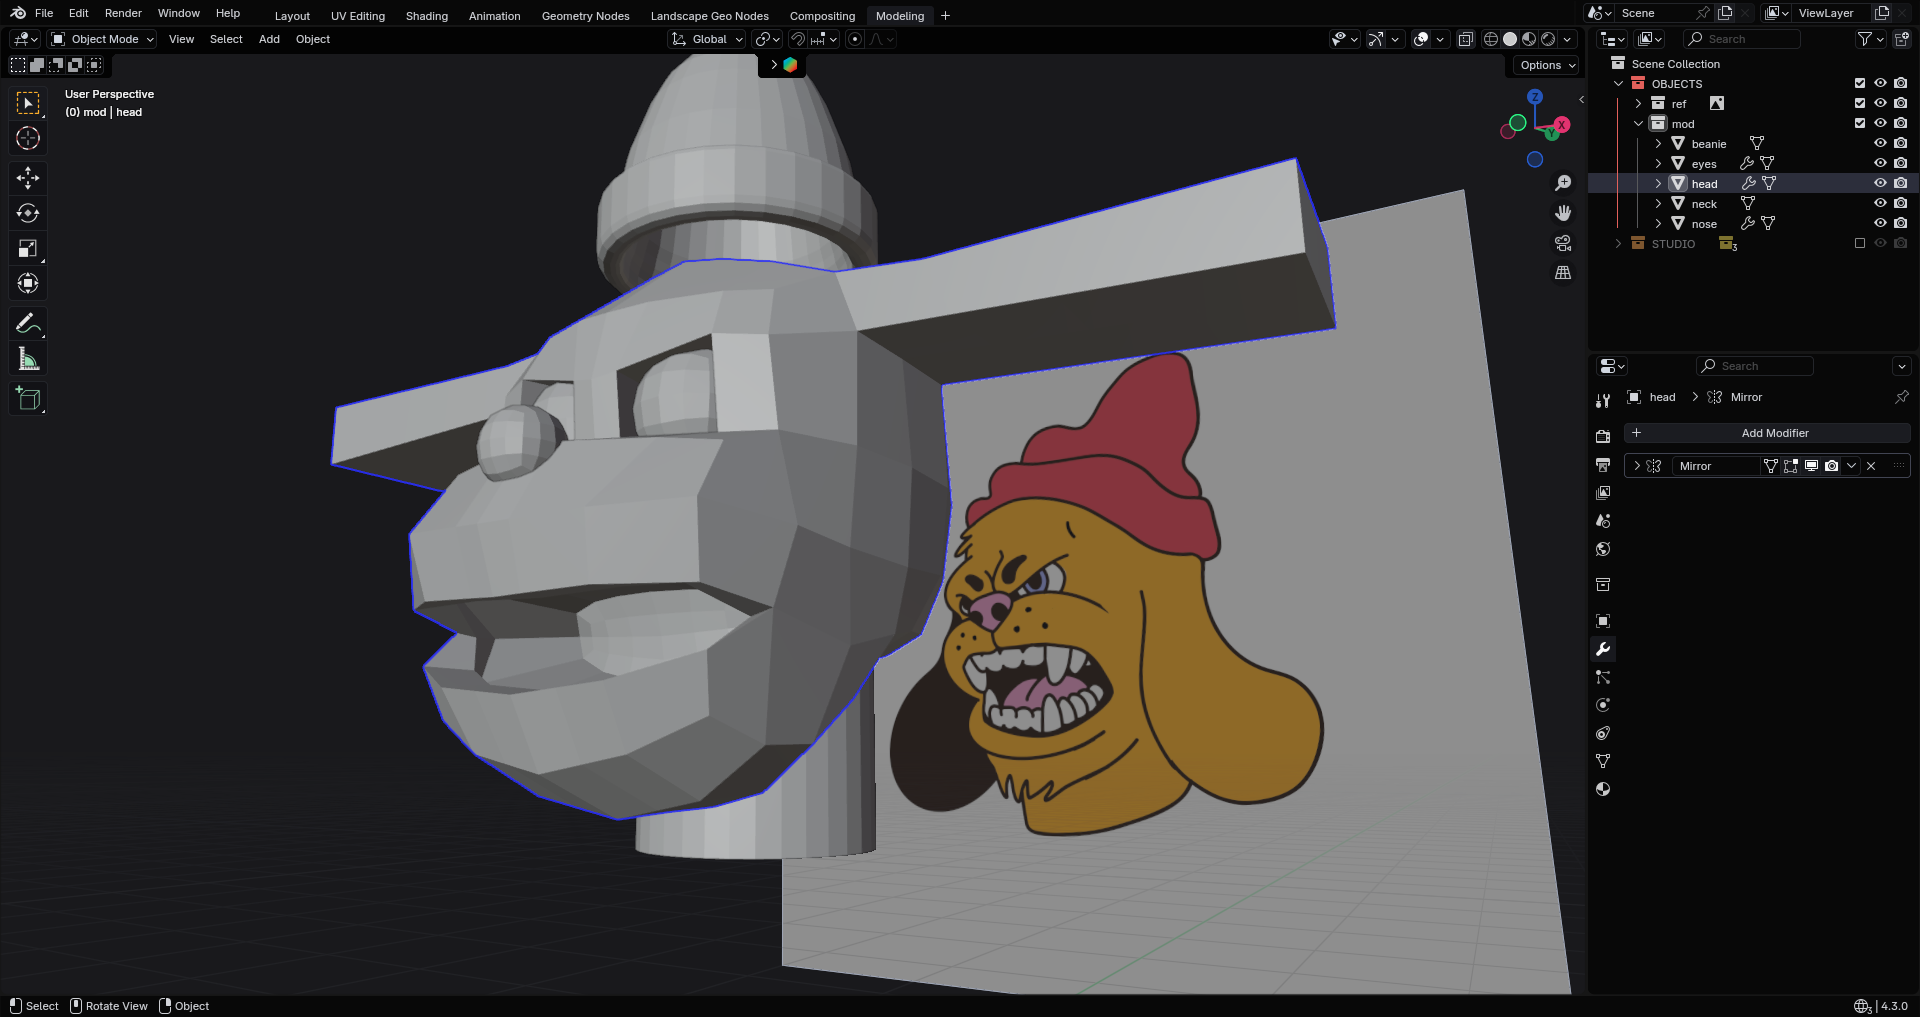 File Edit Render Window Help
Layout UV Editing Shading Animation Geometry Nodes Landscape Geo Nodes Compositing Modeling +
Scene
ViewLayer
Object Mode View Select Add Object
Global
Search
Options
User Perspective
(0) mod | head
Z
X
Y
Scene Collection
OBJECTS
ref
mod
beanie
eyes
head
neck
nose
STUDIO 3
Search
head > Mirror
+ Add Modifier
Mirror
Select Rotate View Object
3 | 4.3.0